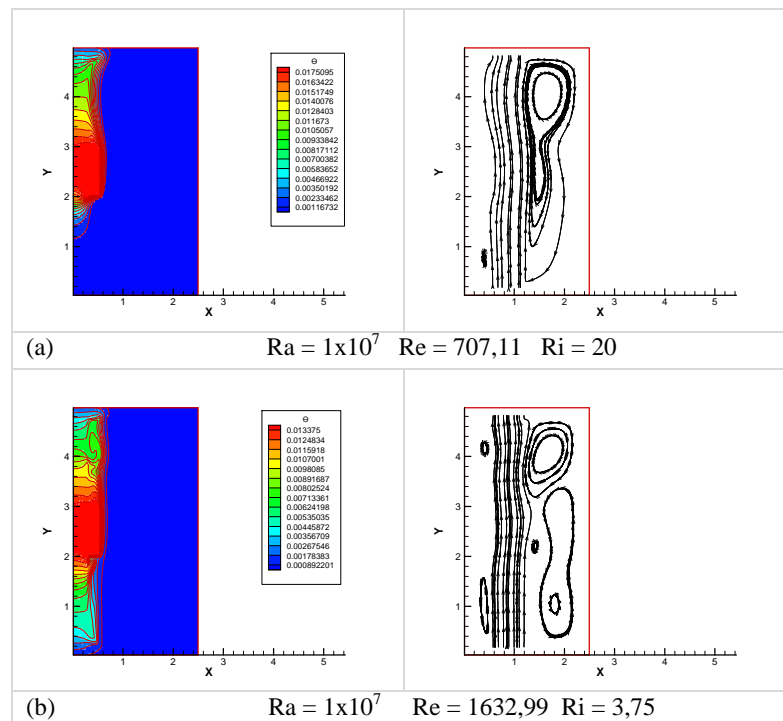 Θ
0.0175095
0.0163422
0.0151749
0.0140076
0.0128403
0.011673
0.0105057
0.00933842
0.00817112
0.00700382
0.00583652
0.00466922
0.00350192
0.00233462
0.00116732
Y
4
3
2
1
1 2 3 4 5
X
Y
4
3
2
1
1 2 3 4 5
X
(a) Ra = 1x10⁷ Re = 707,11 Ri = 20
Θ
0.013375
0.0124834
0.0115918
0.0107001
0.0098085
0.00891687
0.00802524
0.00713361
0.00624198
0.00535035
0.00445872
0.00356709
0.00267546
0.00178383
0.000892201
Y
4
3
2
1
1 2 3 4 5
X
Y
4
3
2
1
1 2 3 4 5
X
(b) Ra = 1x10⁷ Re = 1632,99 Ri = 3,75